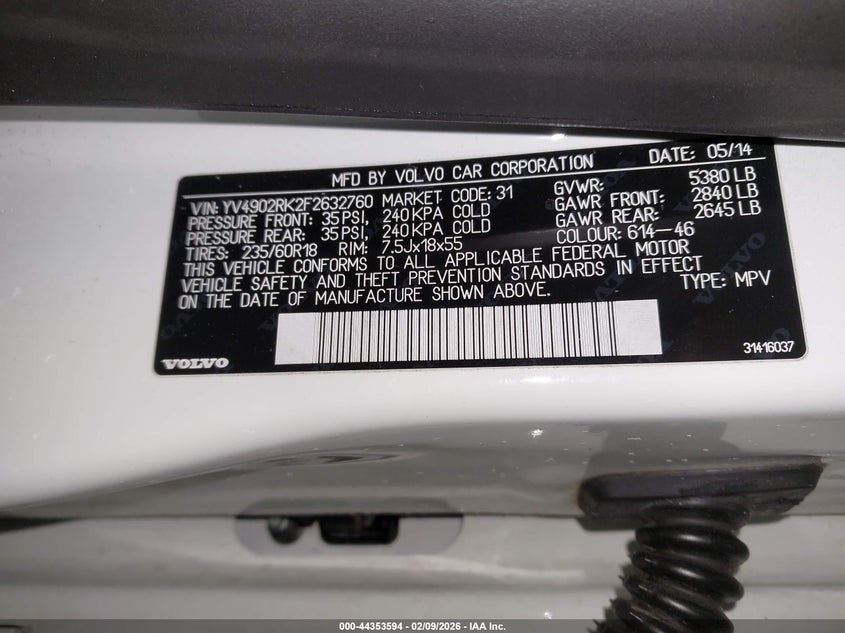 MFD BY VOLVO CAR CORPORATION DATE: 05/14
VIN: YV4902RK2F2632760 MARKET CODE: 31 GVWR: 5380 LB
PRESSURE FRONT: 35 PSI, 240 KPA COLD GAWR FRONT: 2840 LB
PRESSURE REAR: 35 PSI, 240 KPA COLD GAWR REAR: 2645 LB
TIRES: 235/60R18 RIM: 7.5Jx18x55 COLOUR: 614-46
THIS VEHICLE CONFORMS TO ALL APPLICABLE FEDERAL MOTOR
VEHICLE SAFETY AND THEFT PREVENTION STANDARDS IN EFFECT
ON THE DATE OF MANUFACTURE SHOWN ABOVE. TYPE: MPV
VOLVO 31416037
000-44353594 - 02/09/2026 - IAA Inc.